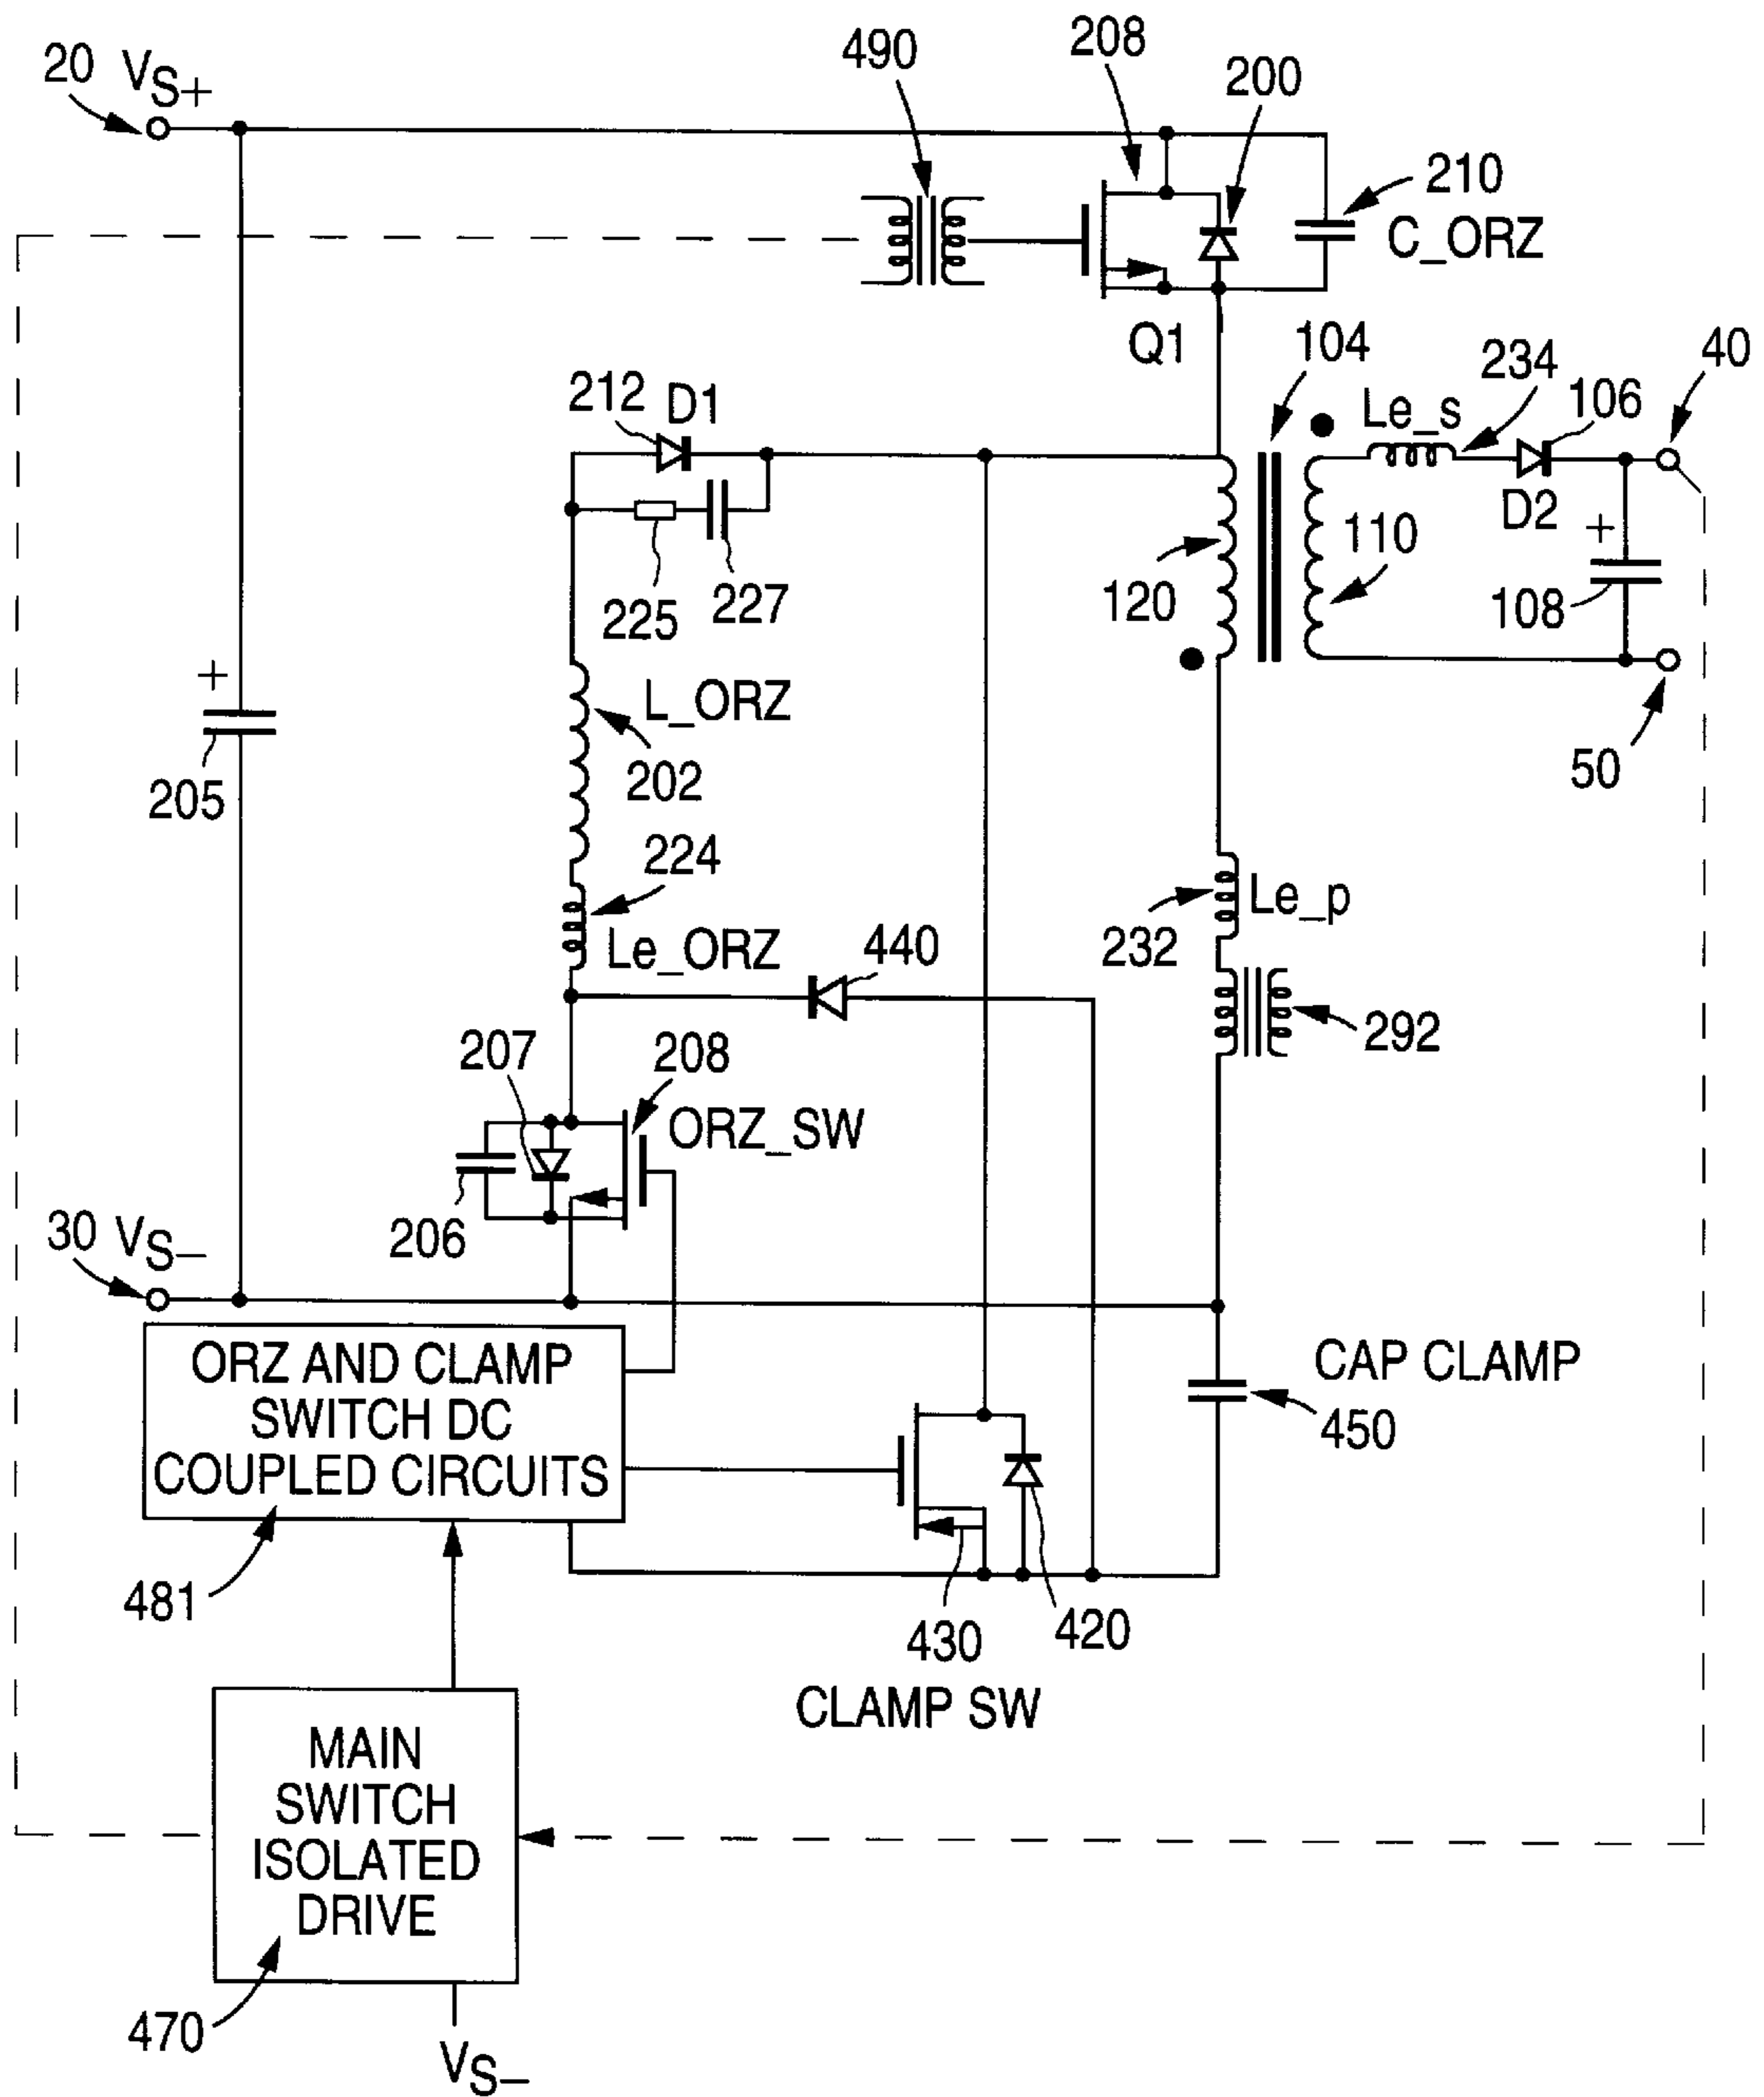 20 VS+
490
208
200
210
C_ORZ
Q1
104
234
40
212 D1
Le_s
106
D2
+
110
120
108
225
227
+
L_ORZ
202
50
205
224
Le_p
232
Le_ORZ
440
292
207
208
ORZ_SW
206
30 VS–
ORZ AND CLAMP
SWITCH DC
COUPLED CIRCUITS
CAP CLAMP
450
481
430
420
CLAMP SW
MAIN
SWITCH
ISOLATED
DRIVE
470
VS–